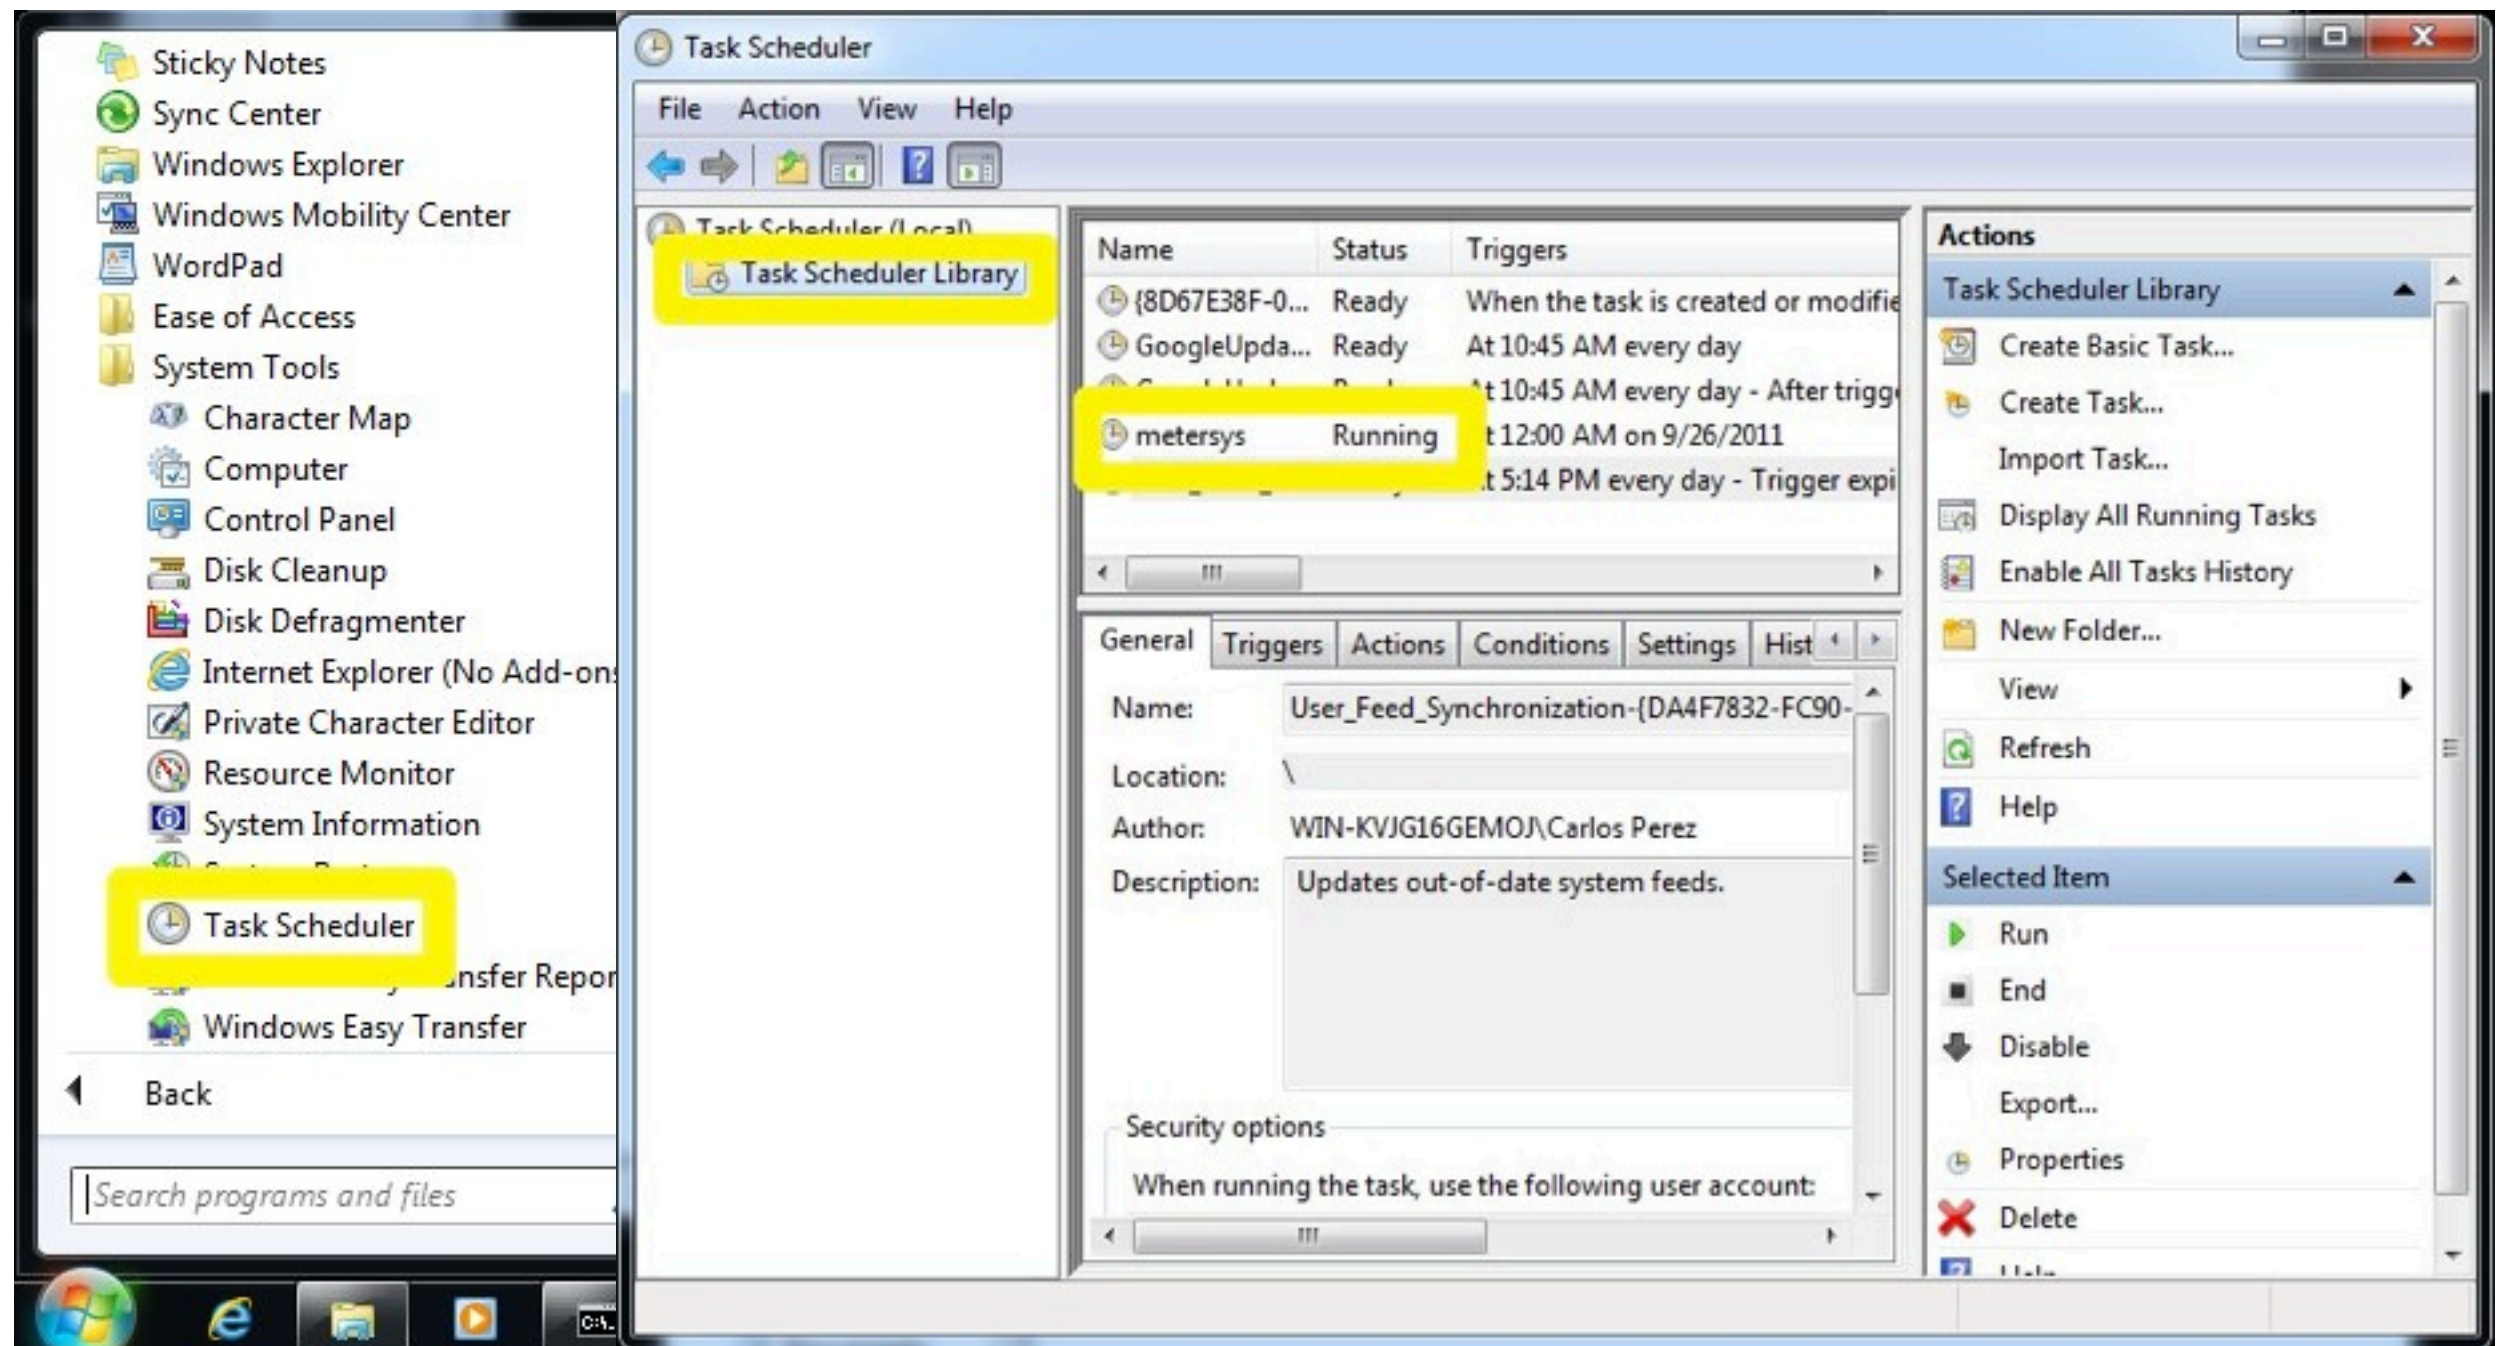 Sticky Notes
Sync Center
Windows Explorer
Windows Mobility Center
WordPad
Ease of Access
System Tools
Character Map
Computer
Control Panel
Disk Cleanup
Disk Defragmenter
Internet Explorer (No Add-ons
Private Character Editor
Resource Monitor
System Information
Task Scheduler
nsfer Repor
Windows Easy Transfer
Back
Search programs and files
Task Scheduler
File Action View Help
Task Scheduler (Local)
Task Scheduler Library
Name Status Triggers
{8D67E38F-0... Ready When the task is created or modifie
GoogleUpda... Ready At 10:45 AM every day
At 10:45 AM every day - After trigg
metersys Running t 12:00 AM on 9/26/2011
t 5:14 PM every day - Trigger expi
General Triggers Actions Conditions Settings Hist
Name: User_Feed_Synchronization-{DA4F7832-FC90-
Location: \
Author: WIN-KVJG16GEMOJ\Carlos Perez
Description: Updates out-of-date system feeds.
Security options
When running the task, use the following user account:
Actions
Task Scheduler Library
Create Basic Task...
Create Task...
Import Task...
Display All Running Tasks
Enable All Tasks History
New Folder...
View
Refresh
Help
Selected Item
Run
End
Disable
Export...
Properties
Delete
Help